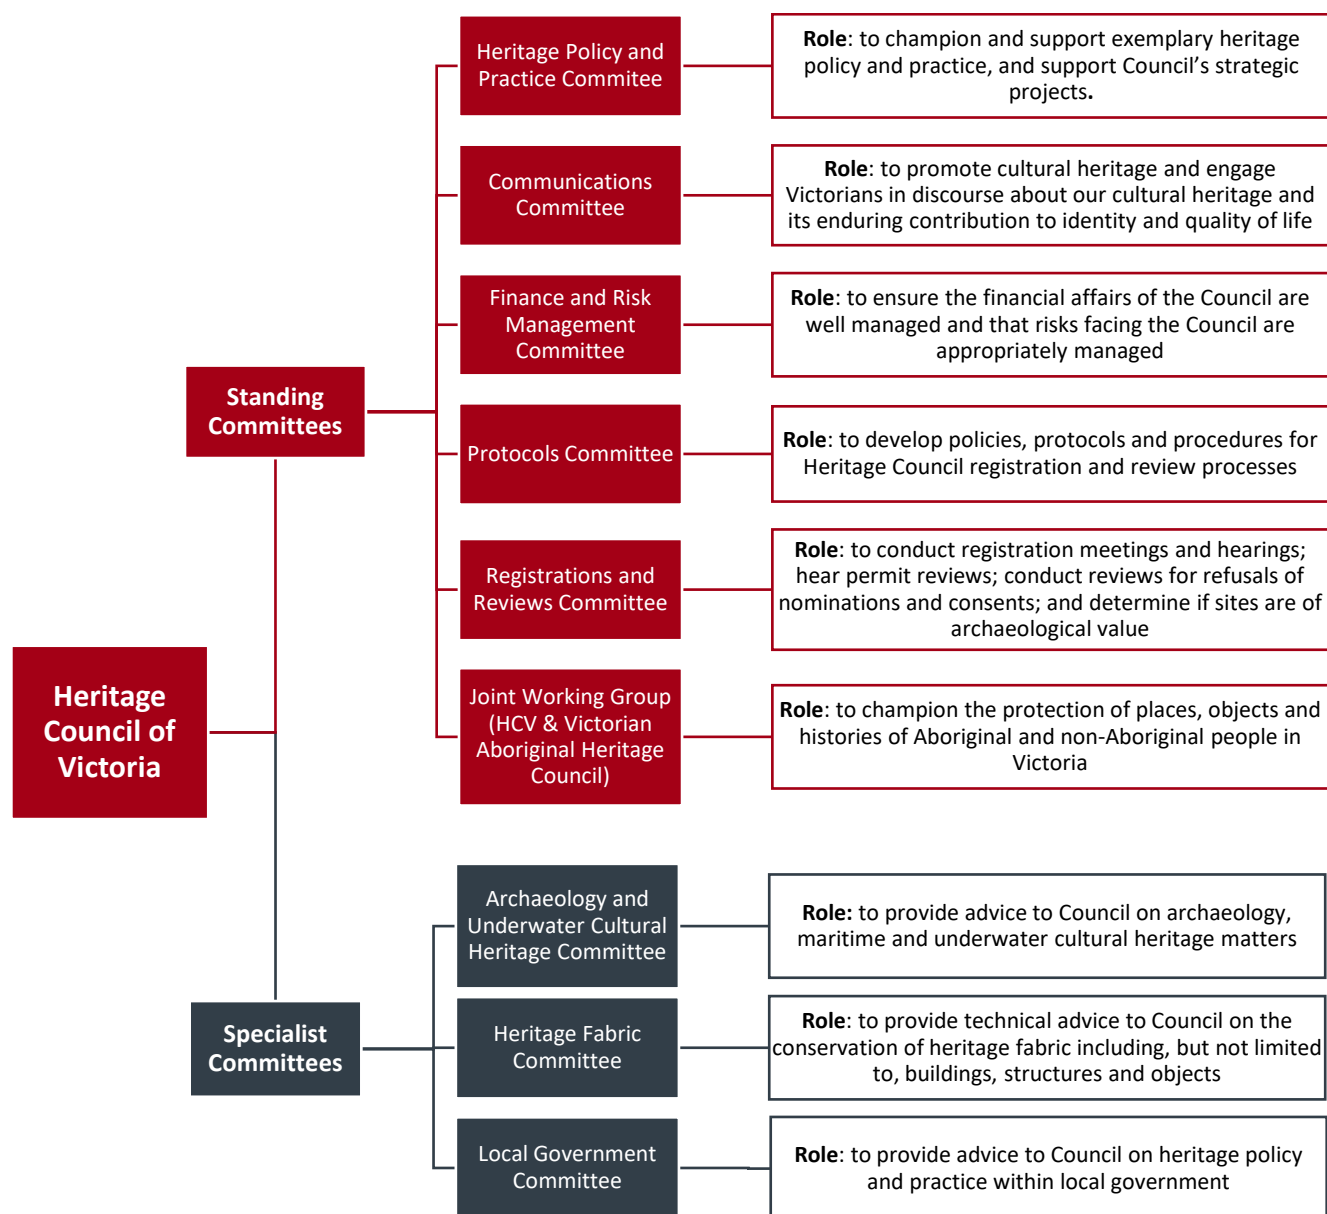 Heritage
Council of
Victoria
Standing
Committees
Heritage Policy and
Practice Commitee
Role: to champion and support exemplary heritage
policy and practice, and support Council’s strategic
projects.
Communications
Committee
Role: to promote cultural heritage and engage
Victorians in discourse about our cultural heritage and
its enduring contribution to identity and quality of life
Finance and Risk
Management
Committee
Role: to ensure the financial affairs of the Council are
well managed and that risks facing the Council are
appropriately managed
Protocols Committee
Role: to develop policies, protocols and procedures for
Heritage Council registration and review processes
Registrations and
Reviews Committee
Role: to conduct registration meetings and hearings;
hear permit reviews; conduct reviews for refusals of
nominations and consents; and determine if sites are of
archaeological value
Joint Working Group
(HCV & Victorian
Aboriginal Heritage
Council)
Role: to champion the protection of places, objects and
histories of Aboriginal and non-Aboriginal people in
Victoria
Specialist
Committees
Archaeology and
Underwater Cultural
Heritage Committee
Role: to provide advice to Council on archaeology,
maritime and underwater cultural heritage matters
Heritage Fabric
Committee
Role: to provide technical advice to Council on the
conservation of heritage fabric including, but not limited
to, buildings, structures and objects
Local Government
Committee
Role: to provide advice to Council on heritage policy
and practice within local government